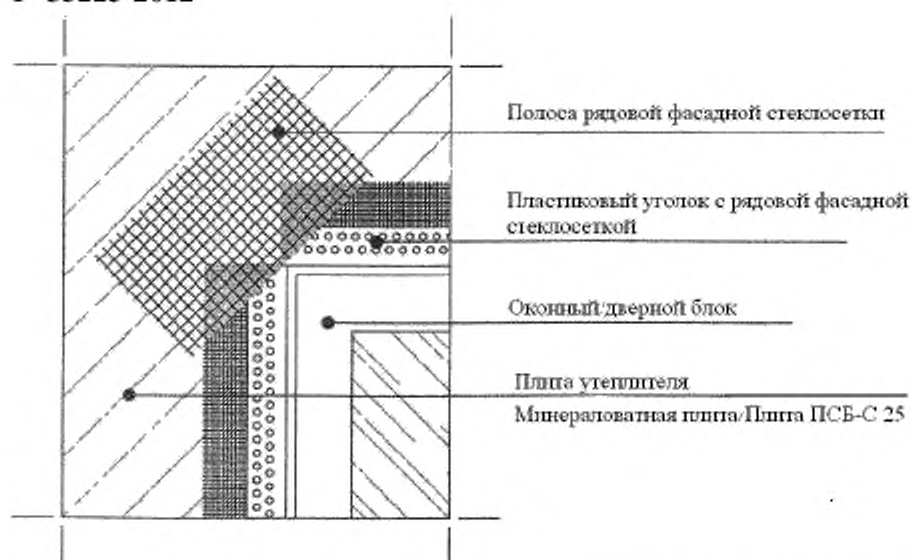 Полоса рядовой фасадной стеклосетки
Пластиковый уголок с рядовой фасадной
стеклосеткой
Оконный/дверной блок
Плита утеплителя
Минераловатная плита/Плита ПСБ-С 25